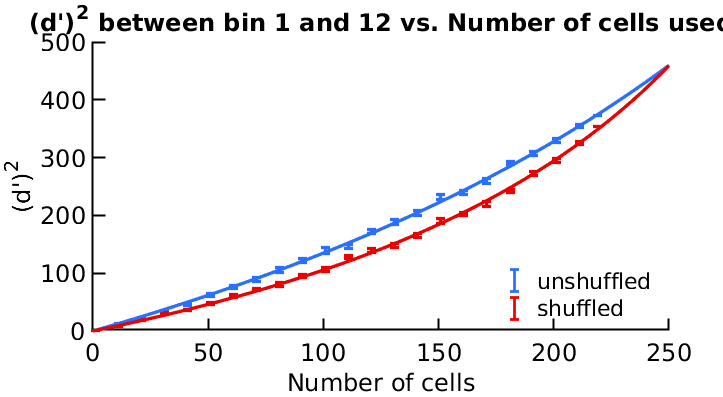 (d')² between bin 1 and 12 vs. Number of cells used
500
400
300
200
100
0
(d')²
unshuffled
shuffled
0 50 100 150 200 250
Number of cells